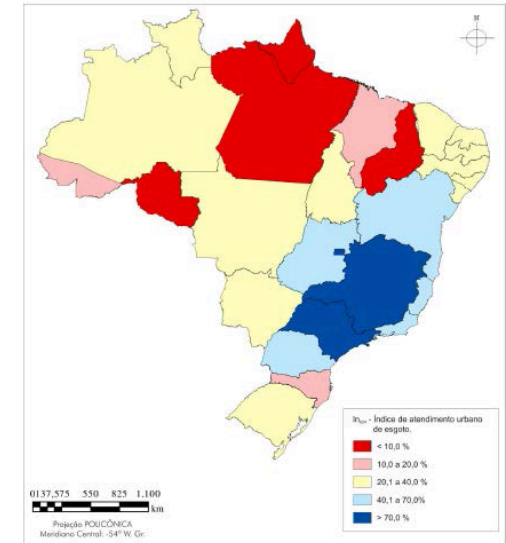 N
In₀₂₄ - Índice de atendimento urbano
de esgoto.
< 10,0 %
10,0 a 20,0 %
20,1 a 40,0 %
40,1 a 70,0%
> 70,0 %
0137,575 550 825 1.100
km
Projeção POLICÔNICA
Meridiano Central: -54° W. Gr.